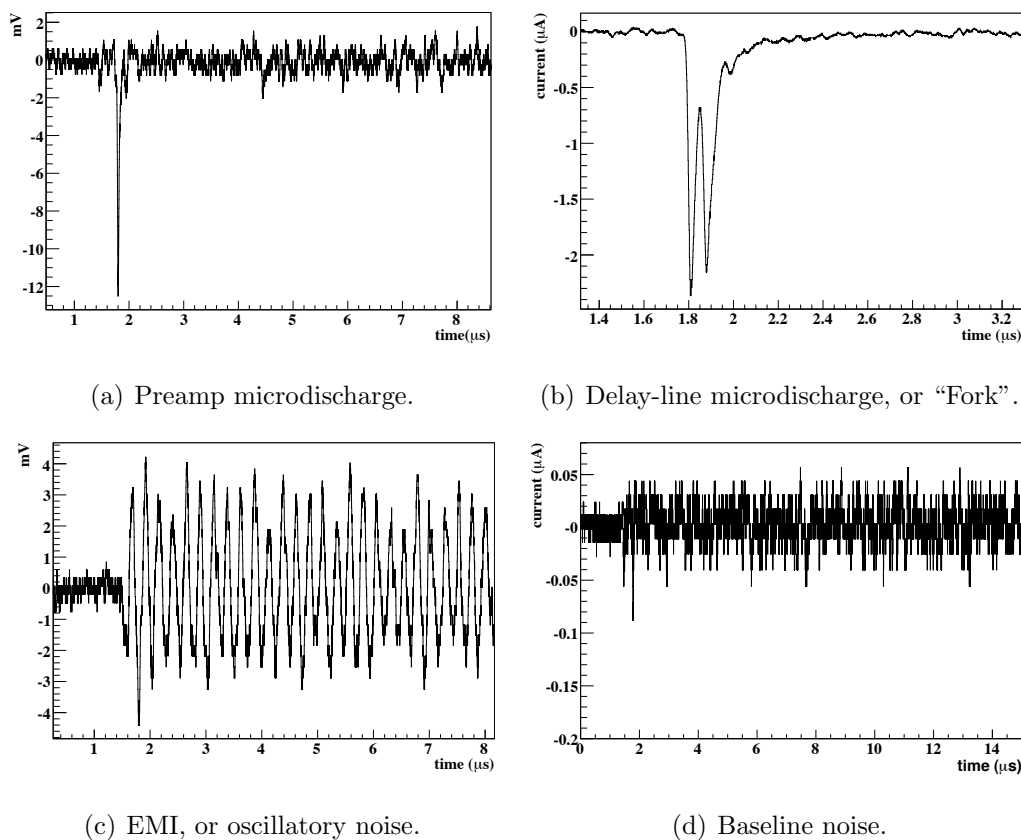 mV
2
0
-2
-4
-6
-8
-10
-12
1 2 3 4 5 6 7 8
time(μs)
(a) Preamp microdischarge.
current (μA)
0
-0.5
-1
-1.5
-2
1.4 1.6 1.8 2 2.2 2.4 2.6 2.8 3 3.2
time (μs)
(b) Delay-line microdischarge, or “Fork”.
mV
4
3
2
1
0
-1
-2
-3
-4
1 2 3 4 5 6 7 8
time (μs)
(c) EMI, or oscillatory noise.
current (μA)
0.05
-0
-0.05
-0.1
-0.15
-0.2
0 2 4 6 8 10 12 14
time (μs)
(d) Baseline noise.